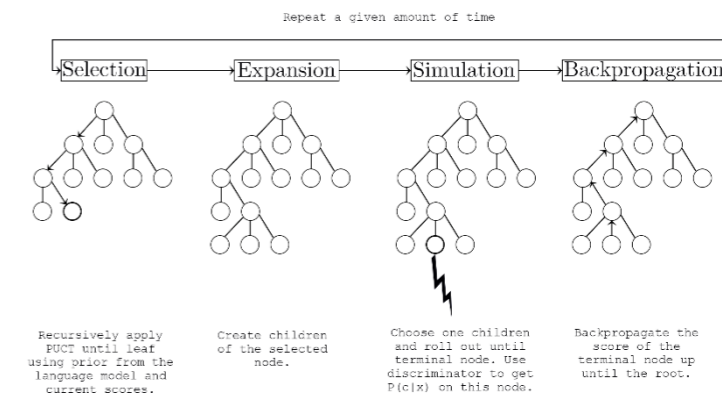 Repeat a given amount of time
Selection
Expansion
Simulation
Backpropagation
Recursively apply
PUCT until leaf
using prior from the
language model and
current scores.
Create children
of the selected
node.
Choose one children
and roll out until
terminal node. Use
discriminator to get
P(c|x) on this node.
Backpropagate the
score of the
terminal node up
until the root.